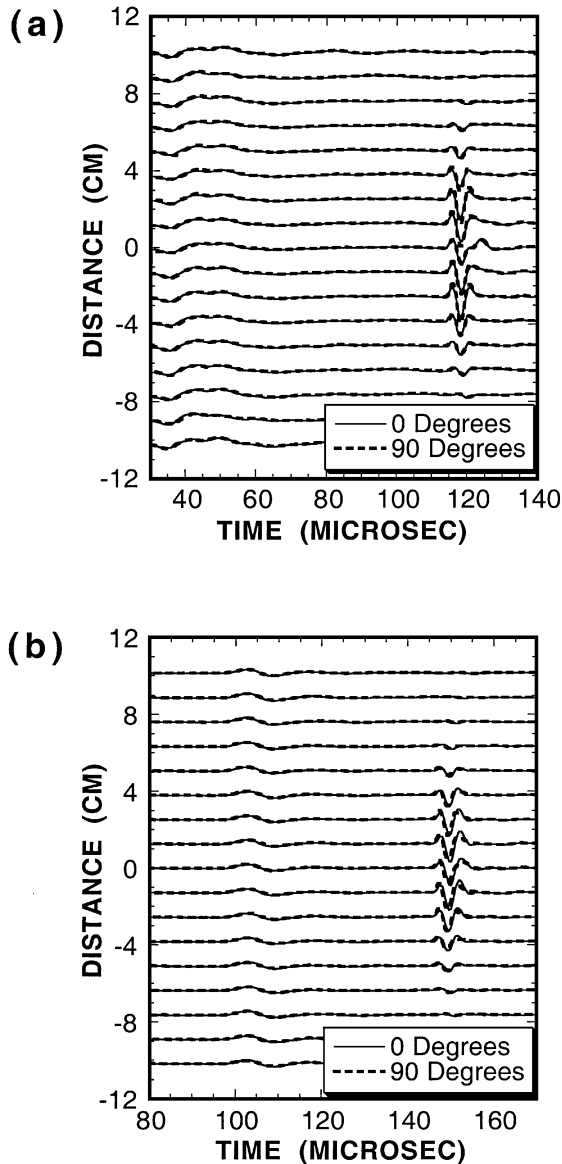 (a)
12
8
4
0
-4
-8
-12
DISTANCE (CM)
0 Degrees
90 Degrees
40 60 80 100 120 140
TIME (MICROSEC)
(b)
12
8
4
0
-4
-8
-12
DISTANCE (CM)
0 Degrees
90 Degrees
80 100 120 140 160
TIME (MICROSEC)